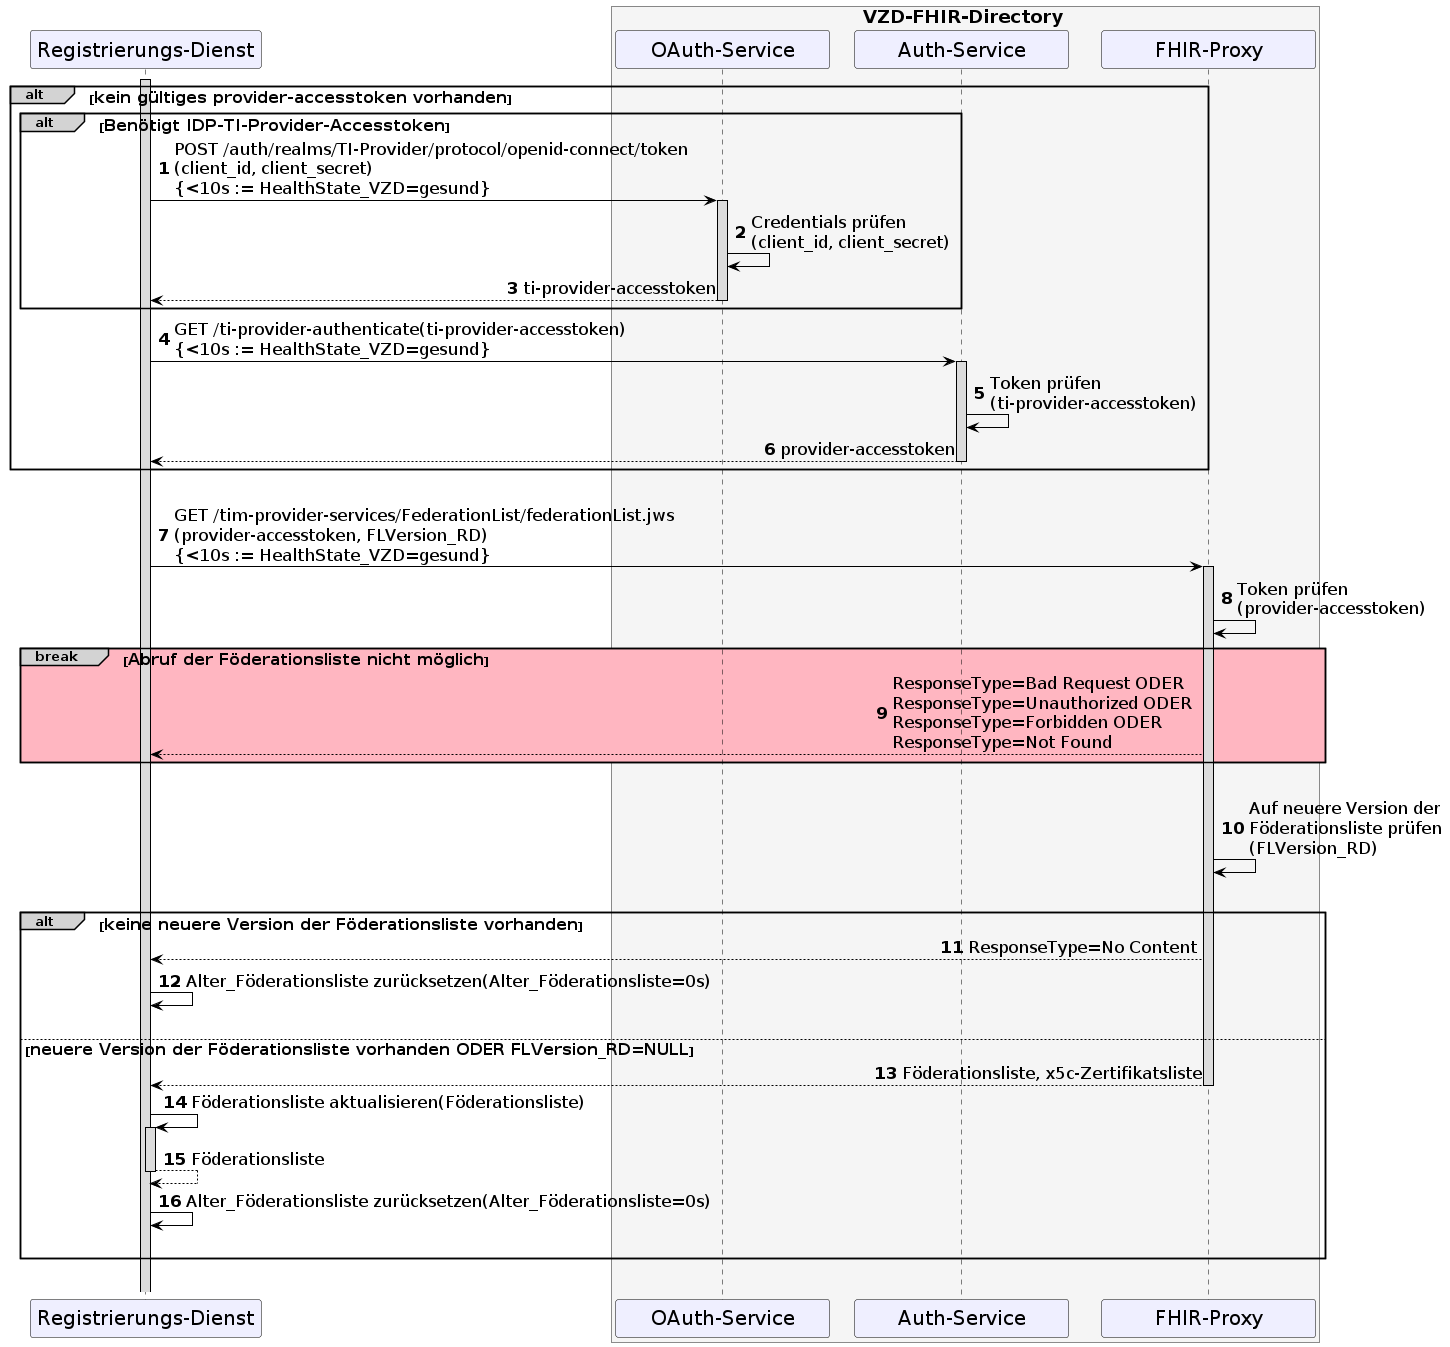 VZD-FHIR-Directory
Registrierungs-Dienst
OAuth-Service
Auth-Service
FHIR-Proxy
alt
[kein gültiges provider-accesstoken vorhanden]
alt
[Benötigt IDP-TI-Provider-Accesstoken]
POST /auth/realms/TI-Provider/protocol/openid-connect/token
1 (client_id, client_secret)
{<10s := HealthState_VZD=gesund}
Credentials prüfen
2
(client_id, client_secret)
3 ti-provider-accesstoken
GET /ti-provider-authenticate(ti-provider-accesstoken)
4
{<10s := HealthState_VZD=gesund}
Token prüfen
5
(ti-provider-accesstoken)
6 provider-accesstoken
GET /tim-provider-services/FederationList/federationList.jws
7 (provider-accesstoken, FLVersion_RD)
{<10s := HealthState_VZD=gesund}
Token prüfen
8
(provider-accesstoken)
break
[Abruf der Föderationsliste nicht möglich]
ResponseType=Bad Request ODER
9
ResponseType=Unauthorized ODER
ResponseType=Forbidden ODER
ResponseType=Not Found
Auf neuere Version der
10 Föderationsliste prüfen
(FLVersion_RD)
alt
[keine neuere Version der Föderationsliste vorhanden]
11 ResponseType=No Content
12 Alter_Föderationsliste zurücksetzen(Alter_Föderationsliste=0s)
[neuere Version der Föderationsliste vorhanden ODER FLVersion_RD=NULL]
13 Föderationsliste, x5c-Zertifikatsliste
14 Föderationsliste aktualisieren(Föderationsliste)
15 Föderationsliste
16 Alter_Föderationsliste zurücksetzen(Alter_Föderationsliste=0s)
Registrierungs-Dienst
OAuth-Service
Auth-Service
FHIR-Proxy